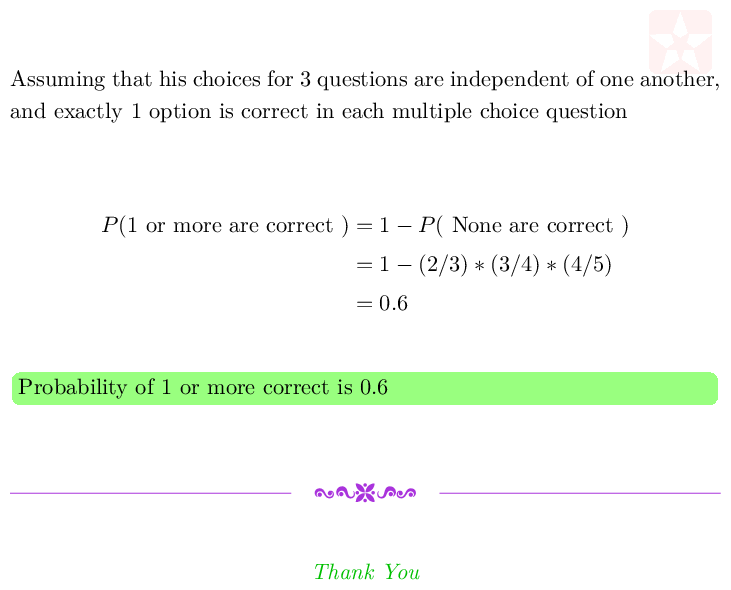 Assuming that his choices for 3 questions are independent of one another,
and exactly 1 option is correct in each multiple choice question
P(1 or more are correct ) = 1 − P( None are correct )
= 1 − (2/3) ∗ (3/4) ∗ (4/5)
= 0.6
Probability of 1 or more correct is 0.6
Thank You